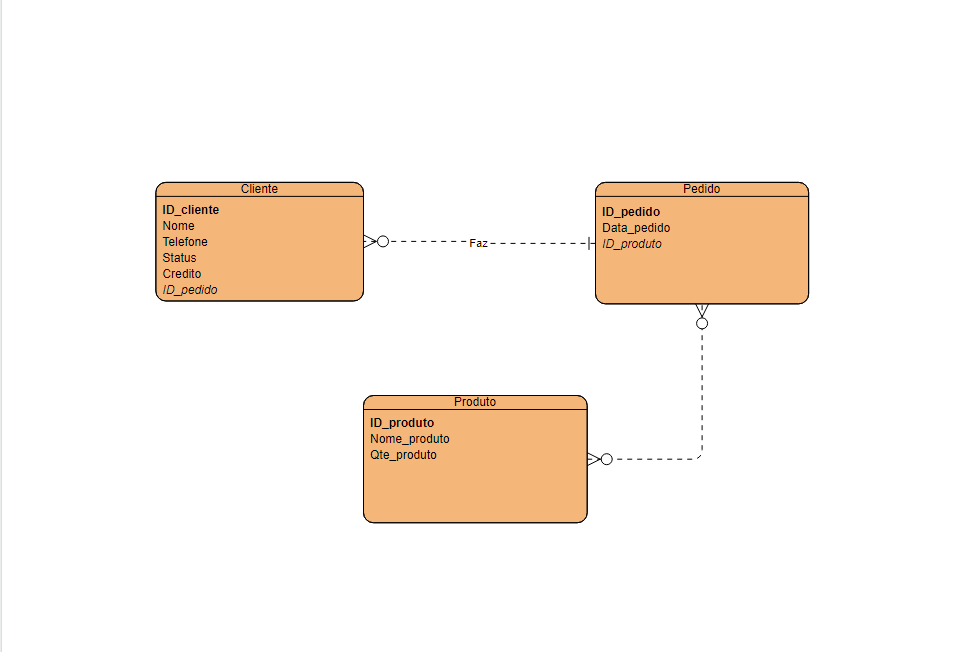 Cliente
ID_cliente
Nome
Telefone
Status
Credito
ID_pedido
Faz
Pedido
ID_pedido
Data_pedido
ID_produto
Produto
ID_produto
Nome_produto
Qte_produto